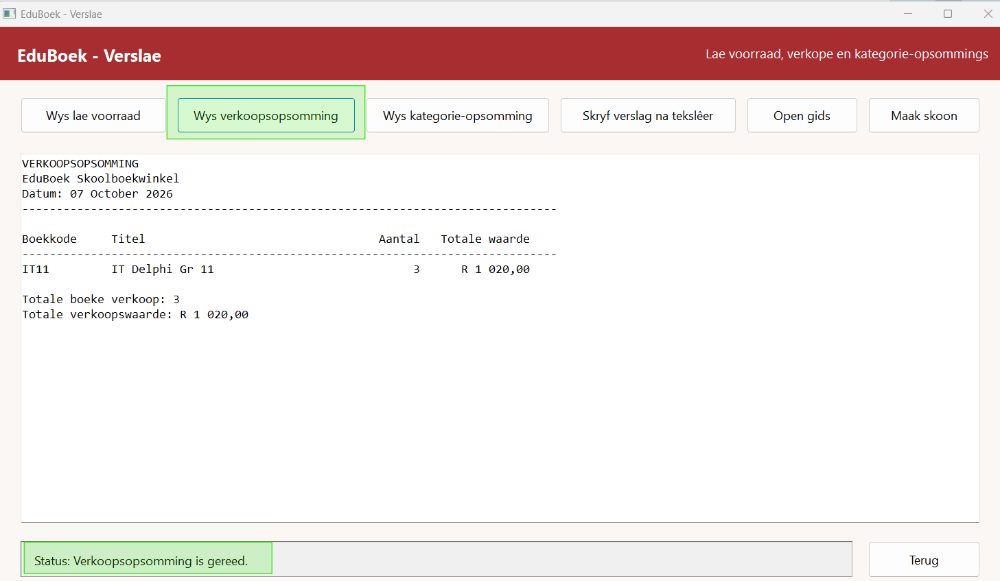 EduBoek - Verslae
EduBoek - Verslae
Lae voorraad, verkope en kategorie-opsommings
Wys lae voorraad
Wys verkoopsopsomming
Wys kategorie-opsomming
Skryf verslag na tekslêer
Open gids
Maak skoon
VERKOOPSOPSOMMING
EduBoek Skoolboekwinkel
Datum: 07 October 2026
------------------------------------------------------------------------------
Boekkode     Titel                                  Aantal   Totale waarde
------------------------------------------------------------------------------
IT11         IT Delphi Gr 11                             3      R 1 020,00
Totale boeke verkoop: 3
Totale verkoopswaarde: R 1 020,00
Status: Verkoopsopsomming is gereed.
Terug